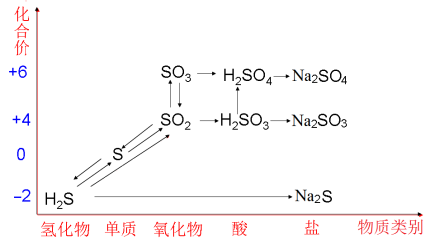 化合价
+6 SO₃ H₂SO₄ Na₂SO₄
+4 SO₂ H₂SO₃ Na₂SO₃
0 S
−2 H₂S Na₂S
氢化物 单质 氧化物 酸 盐 物质类别